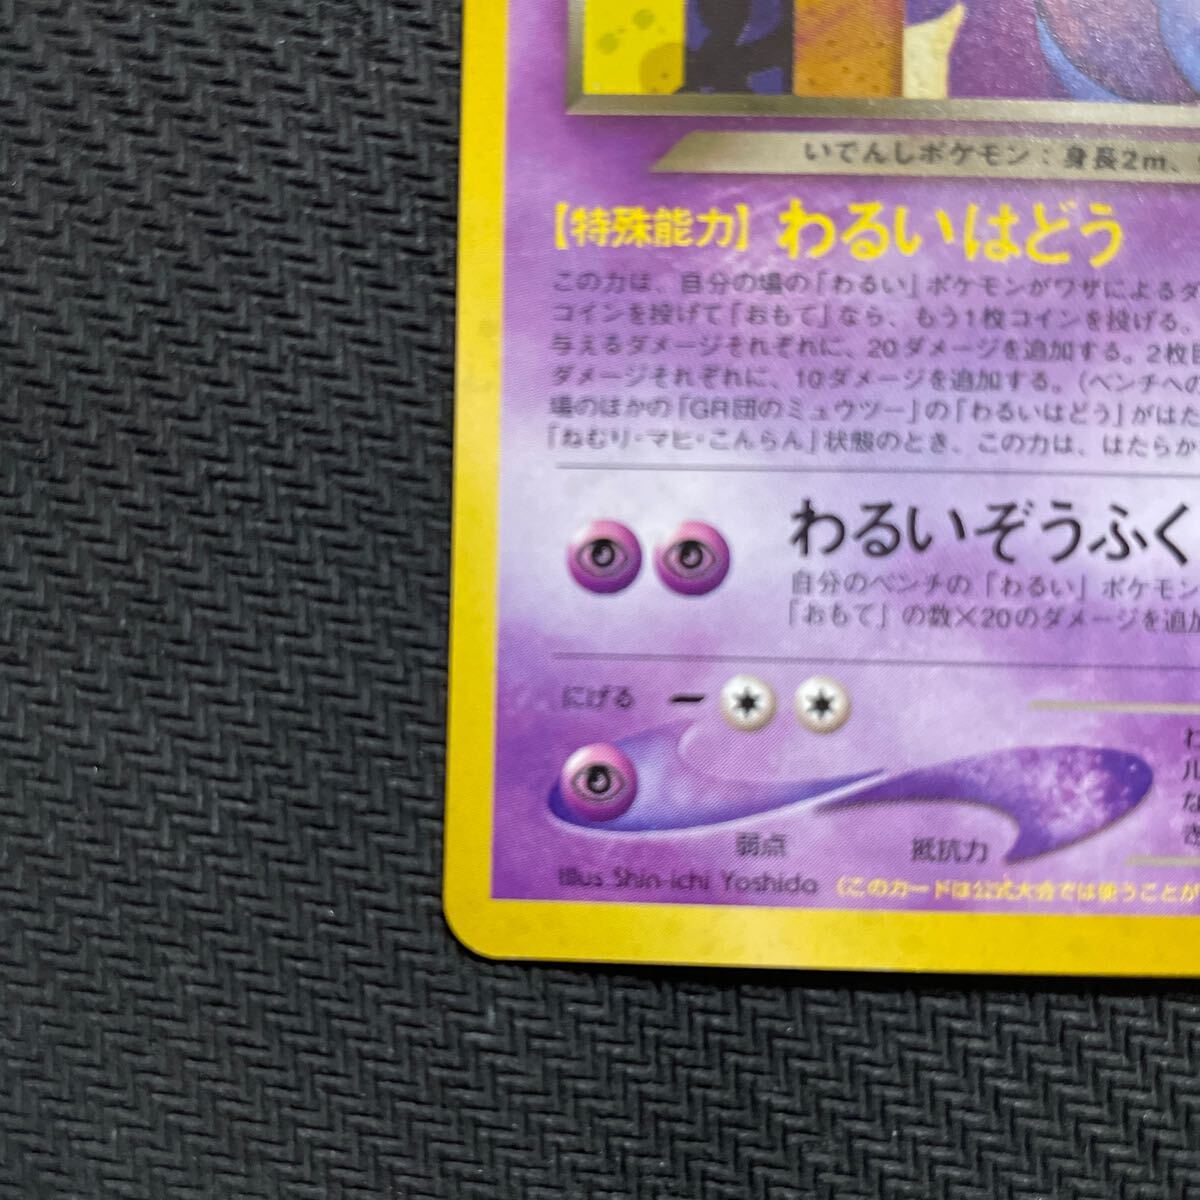 いでんしポケモン：身長2m、
【特殊能力】わるいはどう
この力は、自分の場の「わるい」ポケモンがワザによるダ
コインを投げて「おもて」なら、もう1枚コインを投げる、
与えるダメージそれぞれに、20ダメージを追加する。2枚目
ダメージそれぞれに、10ダメージを追加する。（ベンチへの
場のほかの「GR団のミュウツー」の「わるいはどう」がはた
「ねむり・マヒ・こんらん」状態のとき、この力は、はたらか
わるいぞうふく
自分のベンチの「わるい」ポケモン
「おもて」の数×20のダメージを追加
にげる
弱点 抵抗力
Illus Shin-ichi Yoshida （このカードは公式大会では使うことが
わ
ル
な